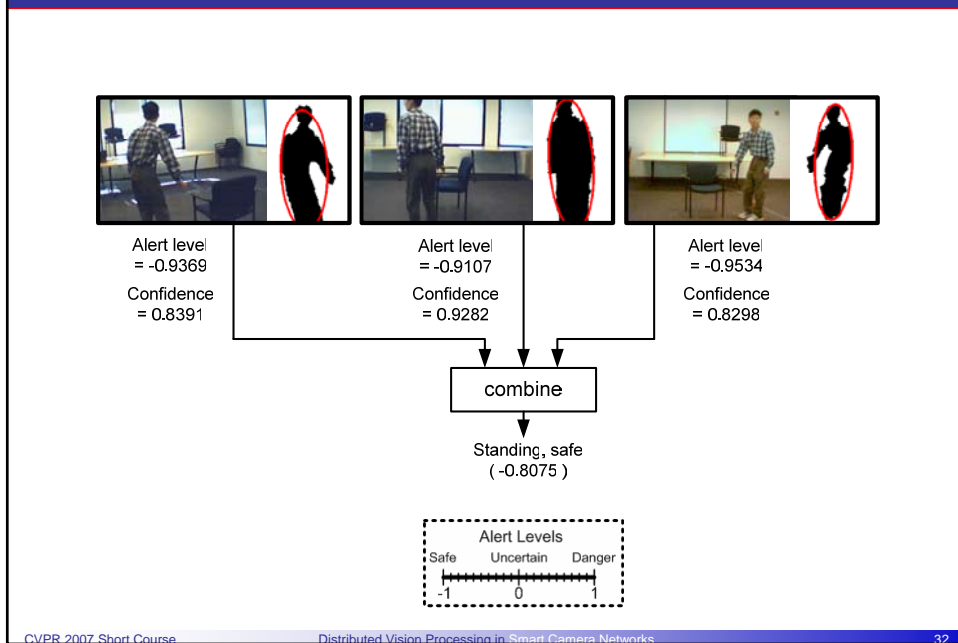 Alert level
= -0.9369
Confidence
= 0.8391
Alert level
= -0.9107
Confidence
= 0.9282
Alert level
= -0.9534
Confidence
= 0.8298
combine
Standing, safe
( -0.8075 )
Alert Levels
Safe Uncertain Danger
-1 0 1
CVPR 2007 Short Course Distributed Vision Processing in Smart Camera Networks 32